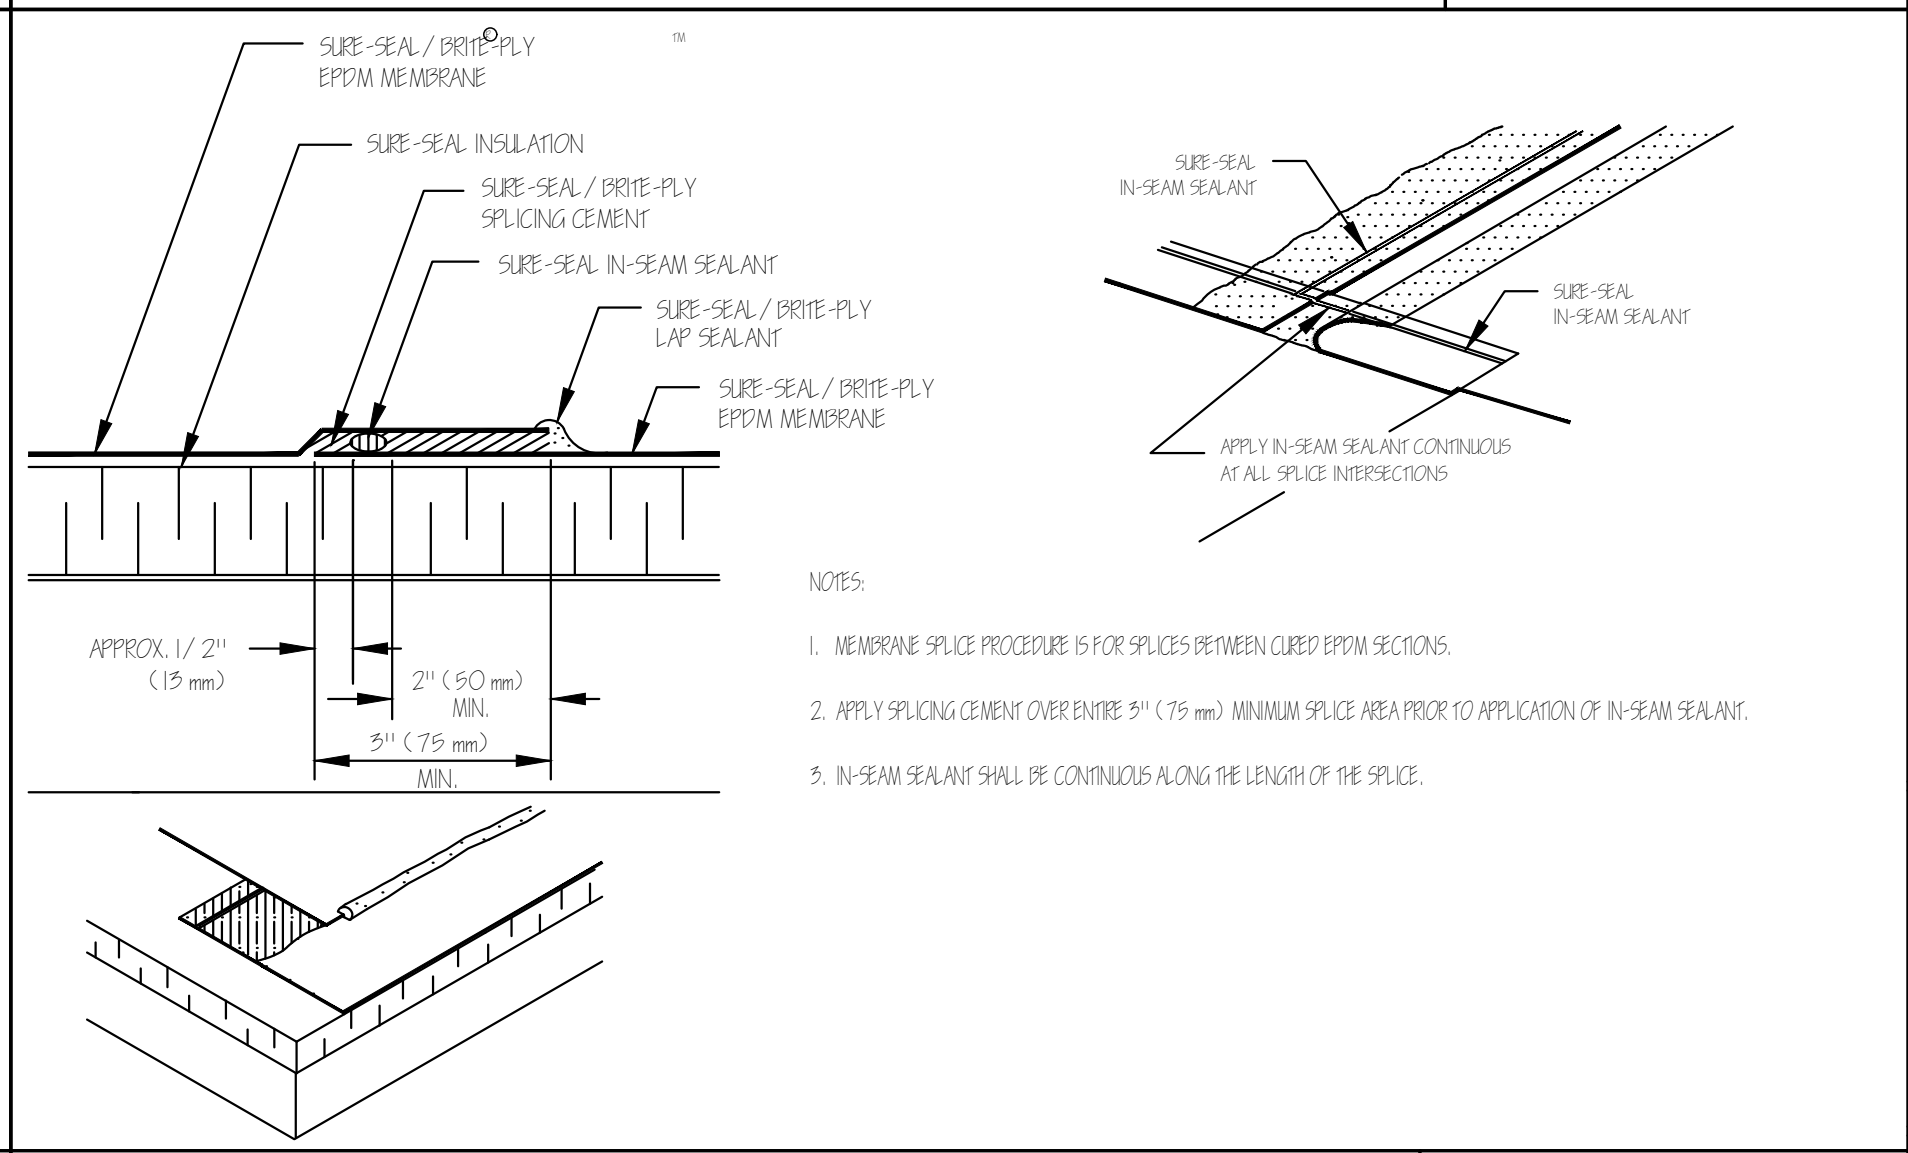 SURE-SEAL / BRITE-PLY ® ™
EPDM MEMBRANE
SURE-SEAL INSULATION
SURE-SEAL / BRITE-PLY
SPLICING CEMENT
SURE-SEAL IN-SEAM SEALANT
SURE-SEAL / BRITE-PLY
LAP SEALANT
SURE-SEAL / BRITE-PLY
EPDM MEMBRANE
APPROX. 1/2"
(13 mm)
2" (50 mm)
MIN.
3" (75 mm)
MIN.
SURE-SEAL
IN-SEAM SEALANT
SURE-SEAL
IN-SEAM SEALANT
APPLY IN-SEAM SEALANT CONTINUOUS
AT ALL SPLICE INTERSECTIONS
NOTES:
1. MEMBRANE SPLICE PROCEDURE IS FOR SPLICES BETWEEN CURED EPDM SECTIONS.
2. APPLY SPLICING CEMENT OVER ENTIRE 3" (75 mm) MINIMUM SPLICE AREA PRIOR TO APPLICATION OF IN-SEAM SEALANT.
3. IN-SEAM SEALANT SHALL BE CONTINUOUS ALONG THE LENGTH OF THE SPLICE.